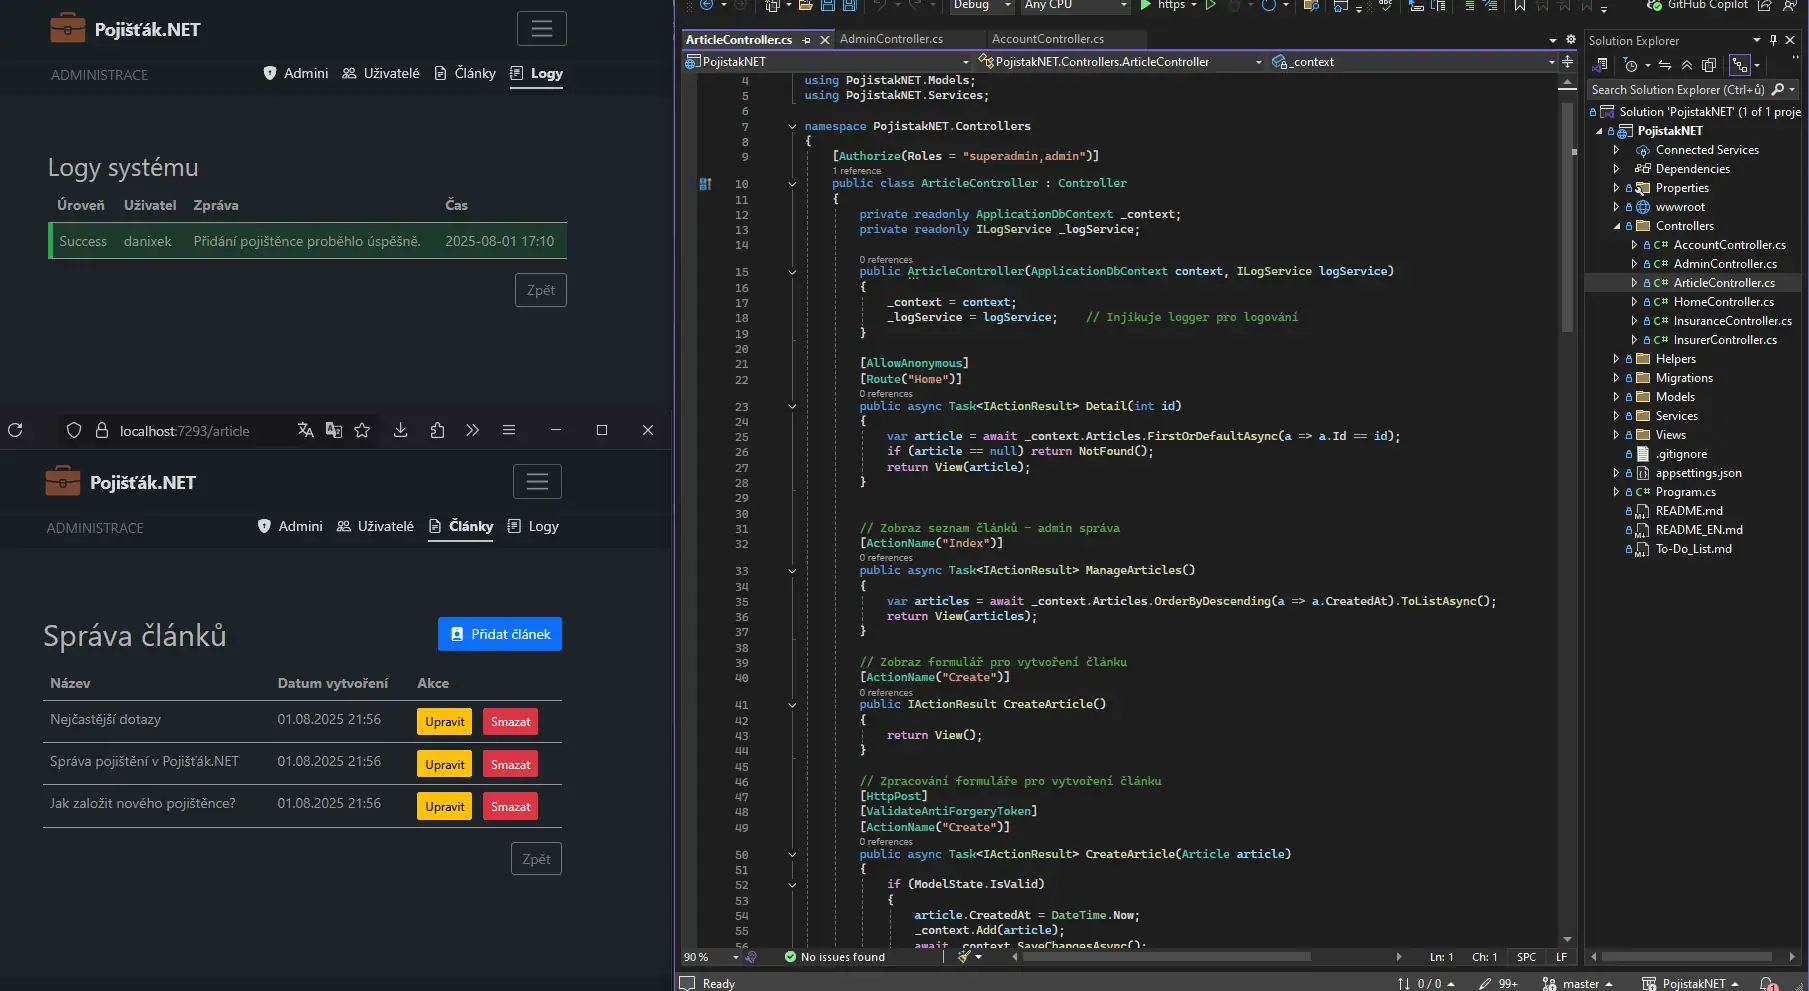 Pojišťák.NET
ADMINISTRACE
Admini
Uživatelé
Články
Logy
Logy systému
Úroveň Uživatel Zpráva Čas
Success danixek Přidání pojištěnce proběhlo úspěšně. 2025-08-01 17:10
Zpět
localhost:7293/article
Pojišťák.NET
ADMINISTRACE
Admini
Uživatelé
Články
Logy
Správa článků
Přidat článek
Název Datum vytvoření Akce
Nejčastější dotazy 01.08.2025 21:56 Upravit Smazat
Správa pojištění v Pojišťák.NET 01.08.2025 21:56 Upravit Smazat
Jak založit nového pojištěnce? 01.08.2025 21:56 Upravit Smazat
Zpět
Debug Any CPU https GitHub Copilot
ArticleController.cs AdminController.cs AccountController.cs
PojistakNET PojistakNET.Controllers.ArticleController _context
4 using PojistakNET.Models;
5 using PojistakNET.Services;
6
7 namespace PojistakNET.Controllers
8 {
9 [Authorize(Roles = "superadmin,admin")]
1 reference
10 public class ArticleController : Controller
11 {
12 private readonly ApplicationDbContext _context;
13 private readonly ILogService _logService;
14
0 references
15 public ArticleController(ApplicationDbContext context, ILogService logService)
16 {
17 _context = context;
18 _logService = logService; // Injikuje logger pro logování
19 }
20
21 [AllowAnonymous]
22 [Route("Home")]
0 references
23 public async Task<IActionResult> Detail(int id)
24 {
25 var article = await _context.Articles.FirstOrDefaultAsync(a => a.Id == id);
26 if (article == null) return NotFound();
27 return View(article);
28 }
29
30
31 // Zobraz seznam článků - admin správa
32 [ActionName("Index")]
0 references
33 public async Task<IActionResult> ManageArticles()
34 {
35 var articles = await _context.Articles.OrderByDescending(a => a.CreatedAt).ToListAsync();
36 return View(articles);
37 }
38
39 // Zobraz formulář pro vytvoření článku
40 [ActionName("Create")]
0 references
41 public IActionResult CreateArticle()
42 {
43 return View();
44 }
45
46 // Zpracování formuláře pro vytvoření článku
47 [HttpPost]
48 [ValidateAntiForgeryToken]
49 [ActionName("Create")]
0 references
50 public async Task<IActionResult> CreateArticle(Article article)
51 {
52 if (ModelState.IsValid)
53 {
54 article.CreatedAt = DateTime.Now;
55 _context.Add(article);
56 await _context.SaveChangesAsync();
90 % No issues found Ln: 1 Ch: 1 SPC LF
Solution Explorer
Search Solution Explorer (Ctrl+ů)
Solution 'PojistakNET' (1 of 1 proje
PojistakNET
Connected Services
Dependencies
Properties
wwwroot
Controllers
C# AccountController.cs
C# AdminController.cs
C# ArticleController.cs
C# HomeController.cs
C# InsuranceController.cs
C# InsurerController.cs
Helpers
Migrations
Models
Services
Views
.gitignore
appsettings.json
C# Program.cs
README.md
README_EN.md
To-Do_List.md
Ready 0 / 0 99+ master PojistakNET 1